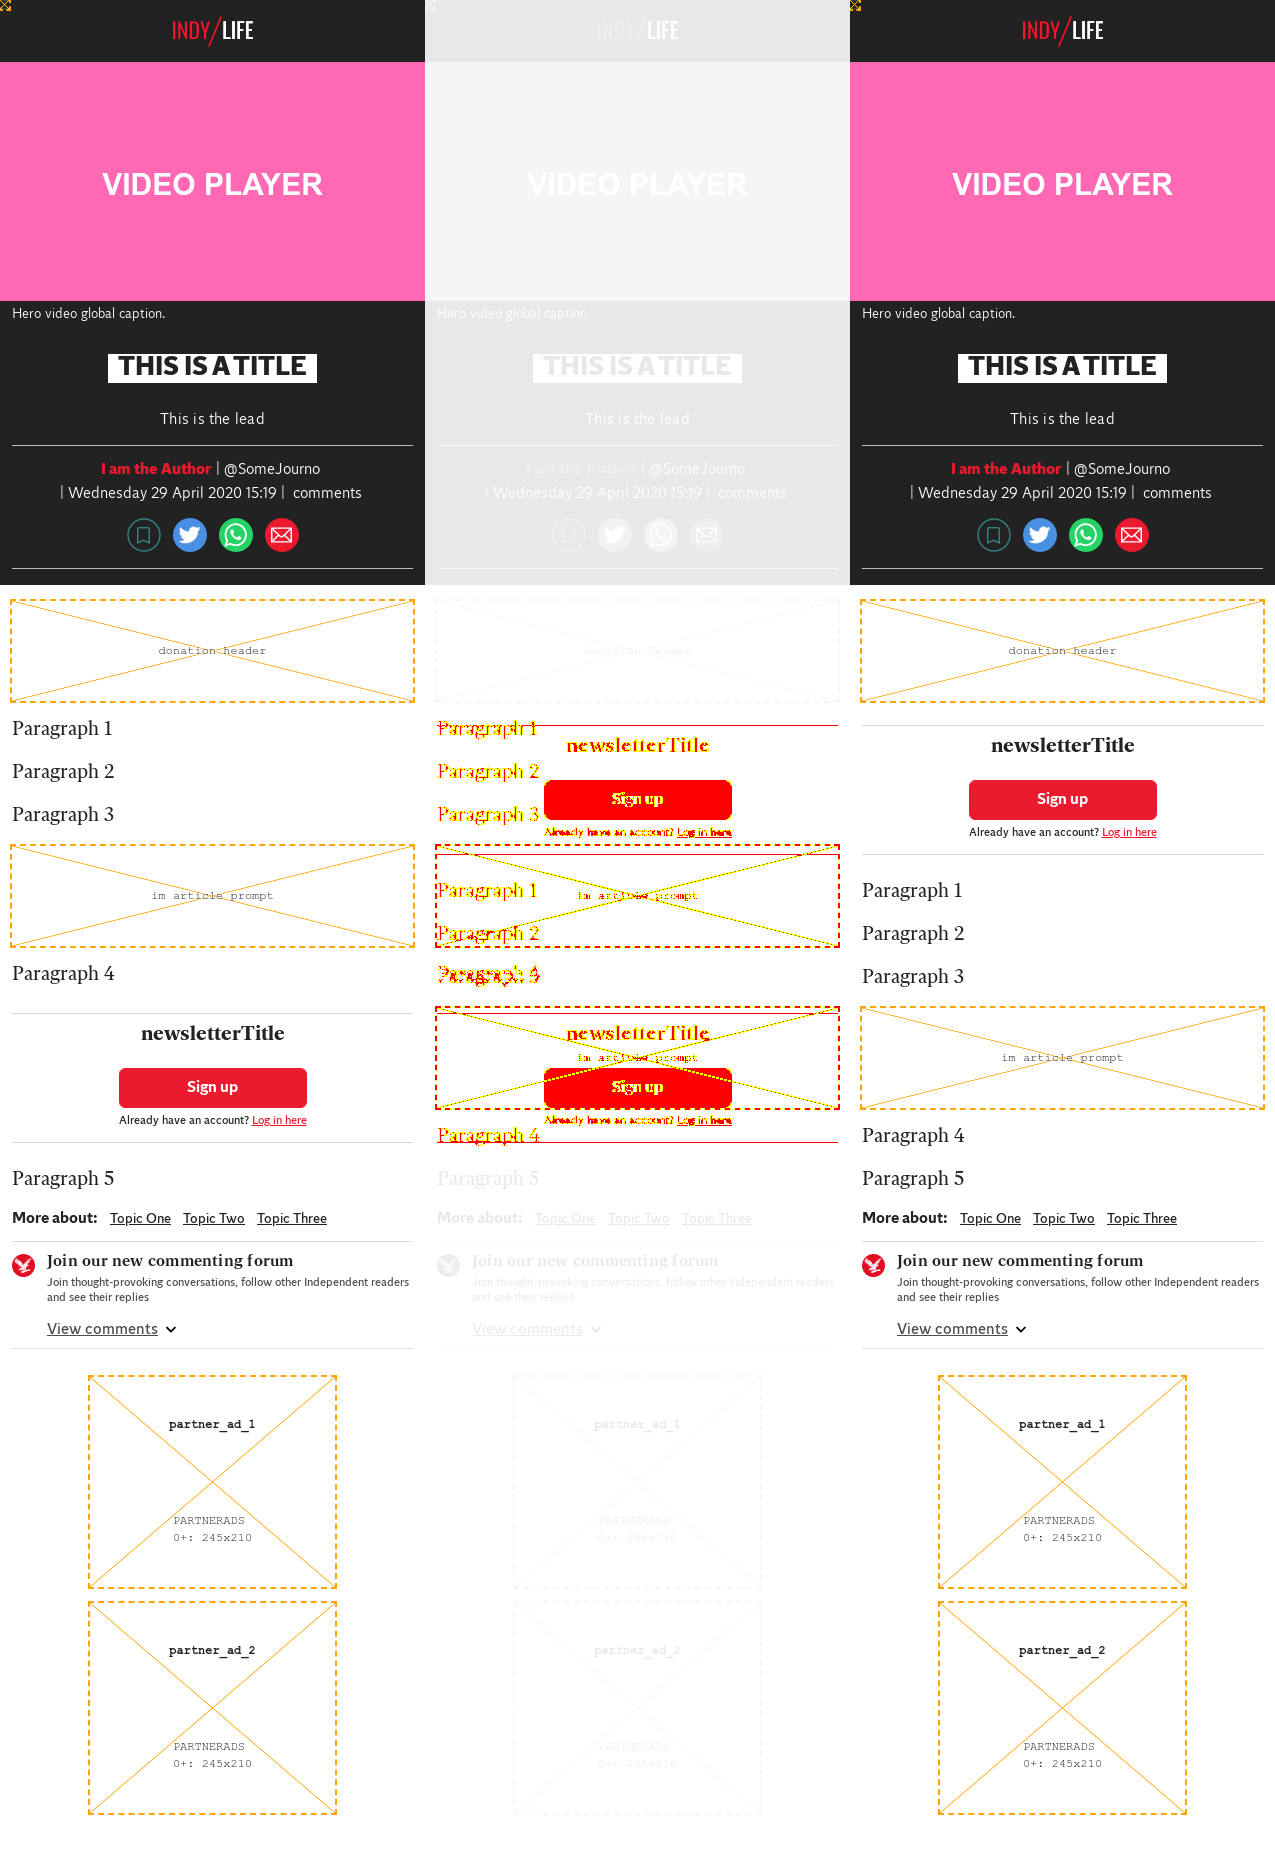 INDY/LIFE
VIDEO PLAYER
Hero video global caption.
THIS IS A TITLE
This is the lead
I am the Author | @SomeJourno
| Wednesday 29 April 2020 15:19 | comments
donation header
Paragraph 1
Paragraph 2
Paragraph 3
im article prompt
Paragraph 4
newsletterTitle
Sign up
Already have an account? Log in here
Paragraph 5
More about: Topic One Topic Two Topic Three
Join our new commenting forum
Join thought-provoking conversations, follow other Independent readers
and see their replies
View comments
partner_ad_1
PARTNERADS
0+: 245x210
partner_ad_2
PARTNERADS
0+: 245x210
INDY/LIFE
VIDEO PLAYER
Hero video global caption.
THIS IS A TITLE
This is the lead
I am the Author | @SomeJourno
| Wednesday 29 April 2020 15:19 | comments
donation header
Paragraph 1
newsletterTitle
Paragraph 2
Sign up
Paragraph 3
Already have an account? Log in here
Paragraph 1
im article prompt
Paragraph 2
Paragraph 4
newsletterTitle
im article prompt
Sign up
Already have an account? Log in here
Paragraph 4
Paragraph 5
More about: Topic One Topic Two Topic Three
Join our new commenting forum
Join thought-provoking conversations, follow other Independent readers
and see their replies
View comments
partner_ad_1
PARTNERADS
0+: 245x210
partner_ad_2
PARTNERADS
0+: 245x210
INDY/LIFE
VIDEO PLAYER
Hero video global caption.
THIS IS A TITLE
This is the lead
I am the Author | @SomeJourno
| Wednesday 29 April 2020 15:19 | comments
donation header
newsletterTitle
Sign up
Already have an account? Log in here
Paragraph 1
Paragraph 2
Paragraph 3
im article prompt
Paragraph 4
Paragraph 5
More about: Topic One Topic Two Topic Three
Join our new commenting forum
Join thought-provoking conversations, follow other Independent readers
and see their replies
View comments
partner_ad_1
PARTNERADS
0+: 245x210
partner_ad_2
PARTNERADS
0+: 245x210